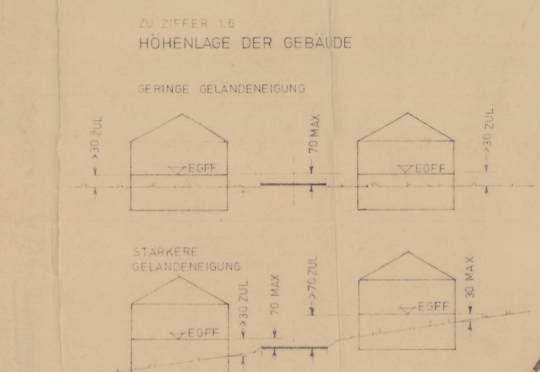 ZU ZIFFER 1.6
HÖHENLAGE DER GEBÄUDE
GERINGE GELÄNDENEIGUNG
>30 ZUL
EGFF
70 MAX
EGFF
>30 ZUL
STÄRKERE
GELÄNDENEIGUNG
EGFF
>30 ZUL
70 MAX
>70 ZUL
EGFF
30 MAX